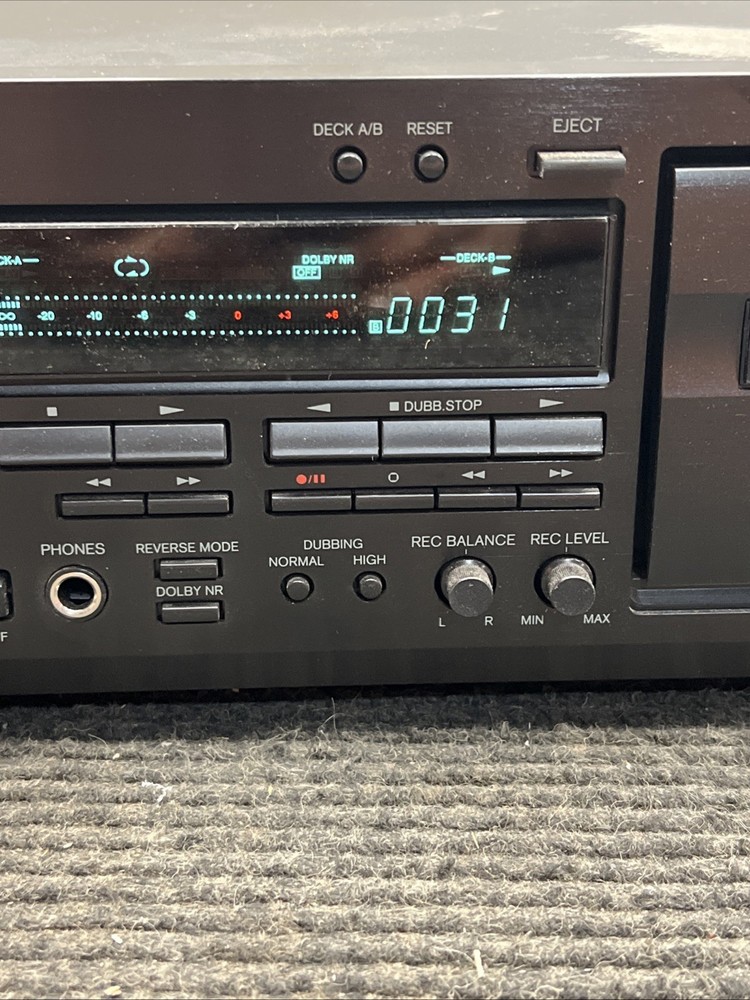 DECK A/B RESET EJECT
CK-A DOLBY NR DECK-B
OFF
-20 -10 -6 -3 0 +3 +6 B 0031
DUBB.STOP
PHONES REVERSE MODE DUBBING REC BALANCE REC LEVEL
NORMAL HIGH
DOLBY NR
L R MIN MAX
F